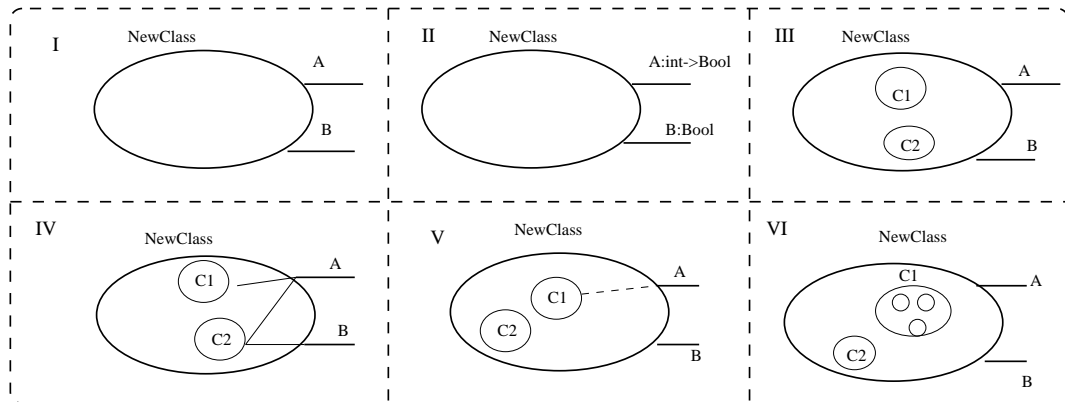 I
NewClass
A
B
II
NewClass
A:int->Bool
B:Bool
III
NewClass
C1
C2
A
B
IV
NewClass
C1
C2
A
B
V
NewClass
C1
C2
A
B
VI
NewClass
C1
C2
A
B